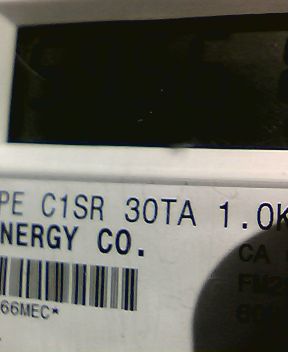 PE C1SR 30TA 1.0K
NERGY CO.
CA
66MEC*